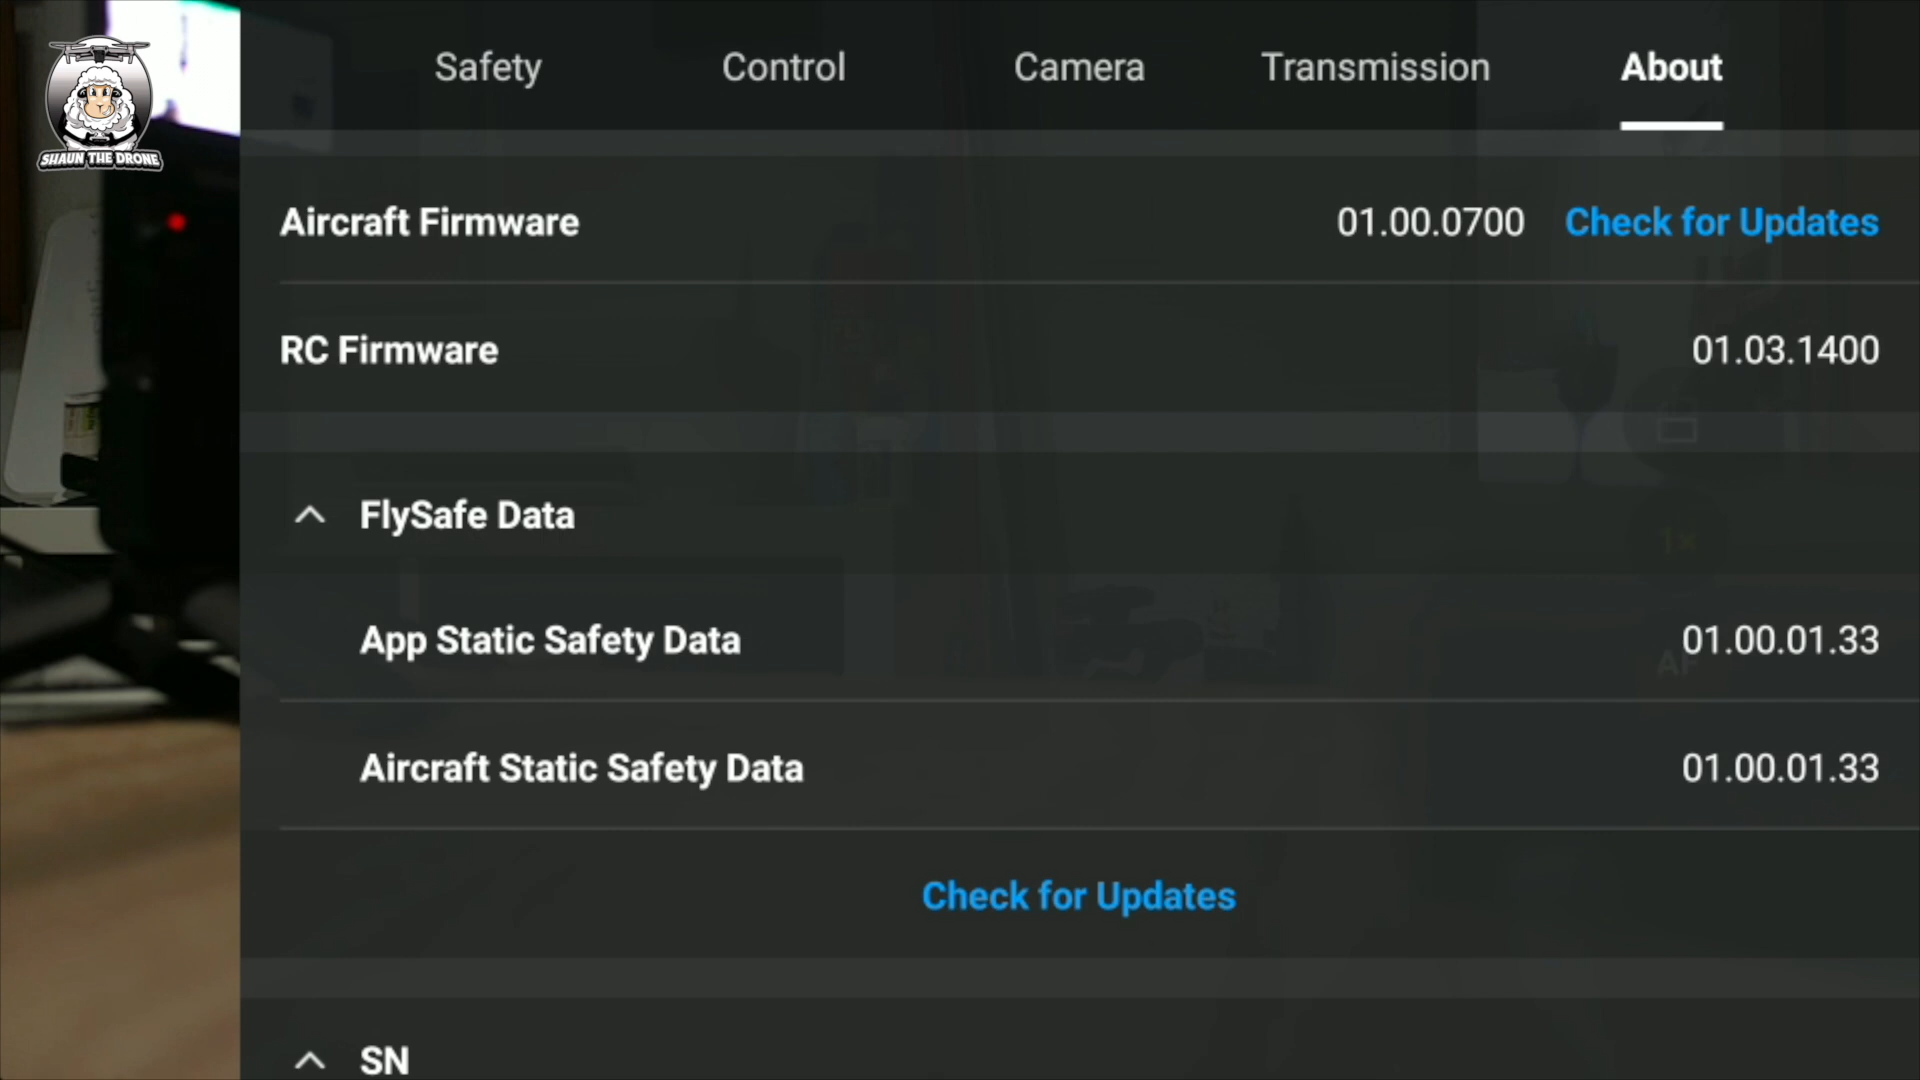 SHAUN THE DRONE
Safety Control Camera Transmission About
Aircraft Firmware 01.00.0700 Check for Updates
RC Firmware 01.03.1400
FlySafe Data
1×
App Static Safety Data 01.00.01.33
AF
Aircraft Static Safety Data 01.00.01.33
Check for Updates
SN